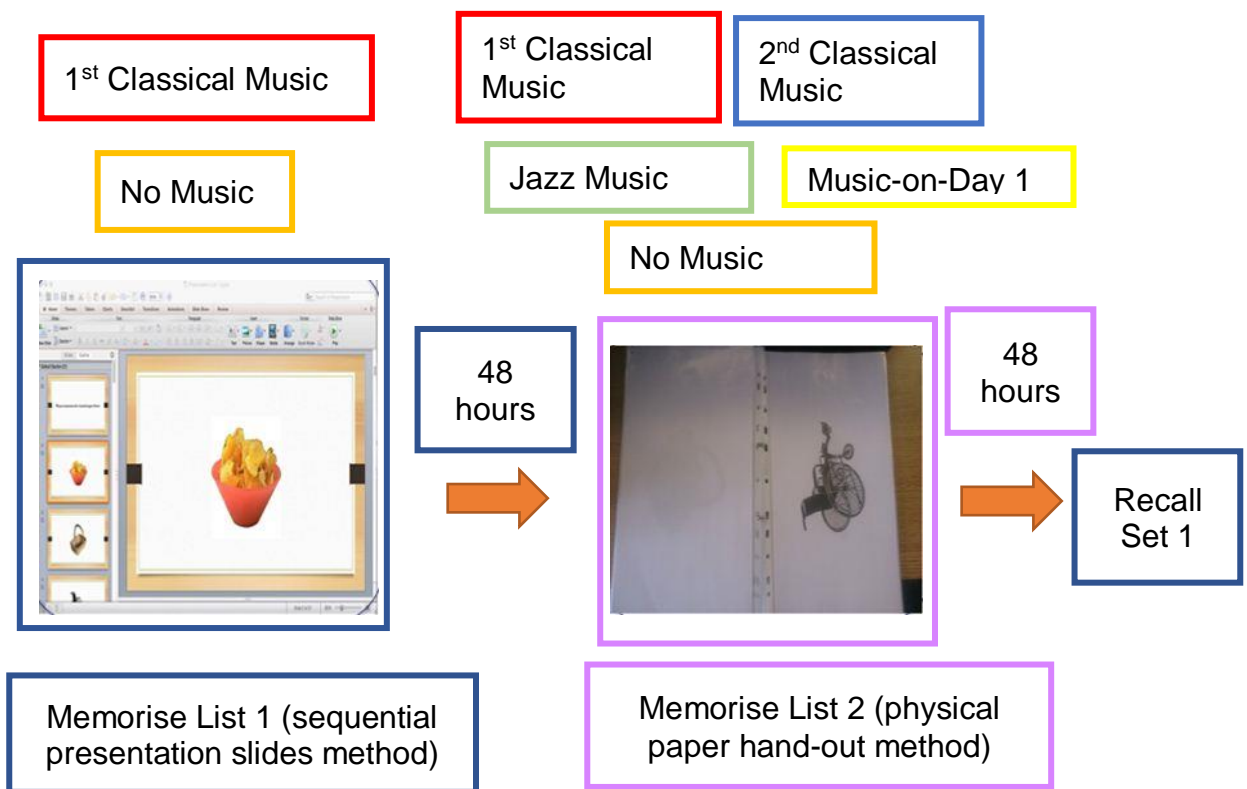 1st Classical Music
1st Classical
Music
2nd Classical
Music
No Music
Jazz Music
Music-on-Day 1
No Music
48
hours
48
hours
Recall
Set 1
Memorise List 1 (sequential
presentation slides method)
Memorise List 2 (physical
paper hand-out method)